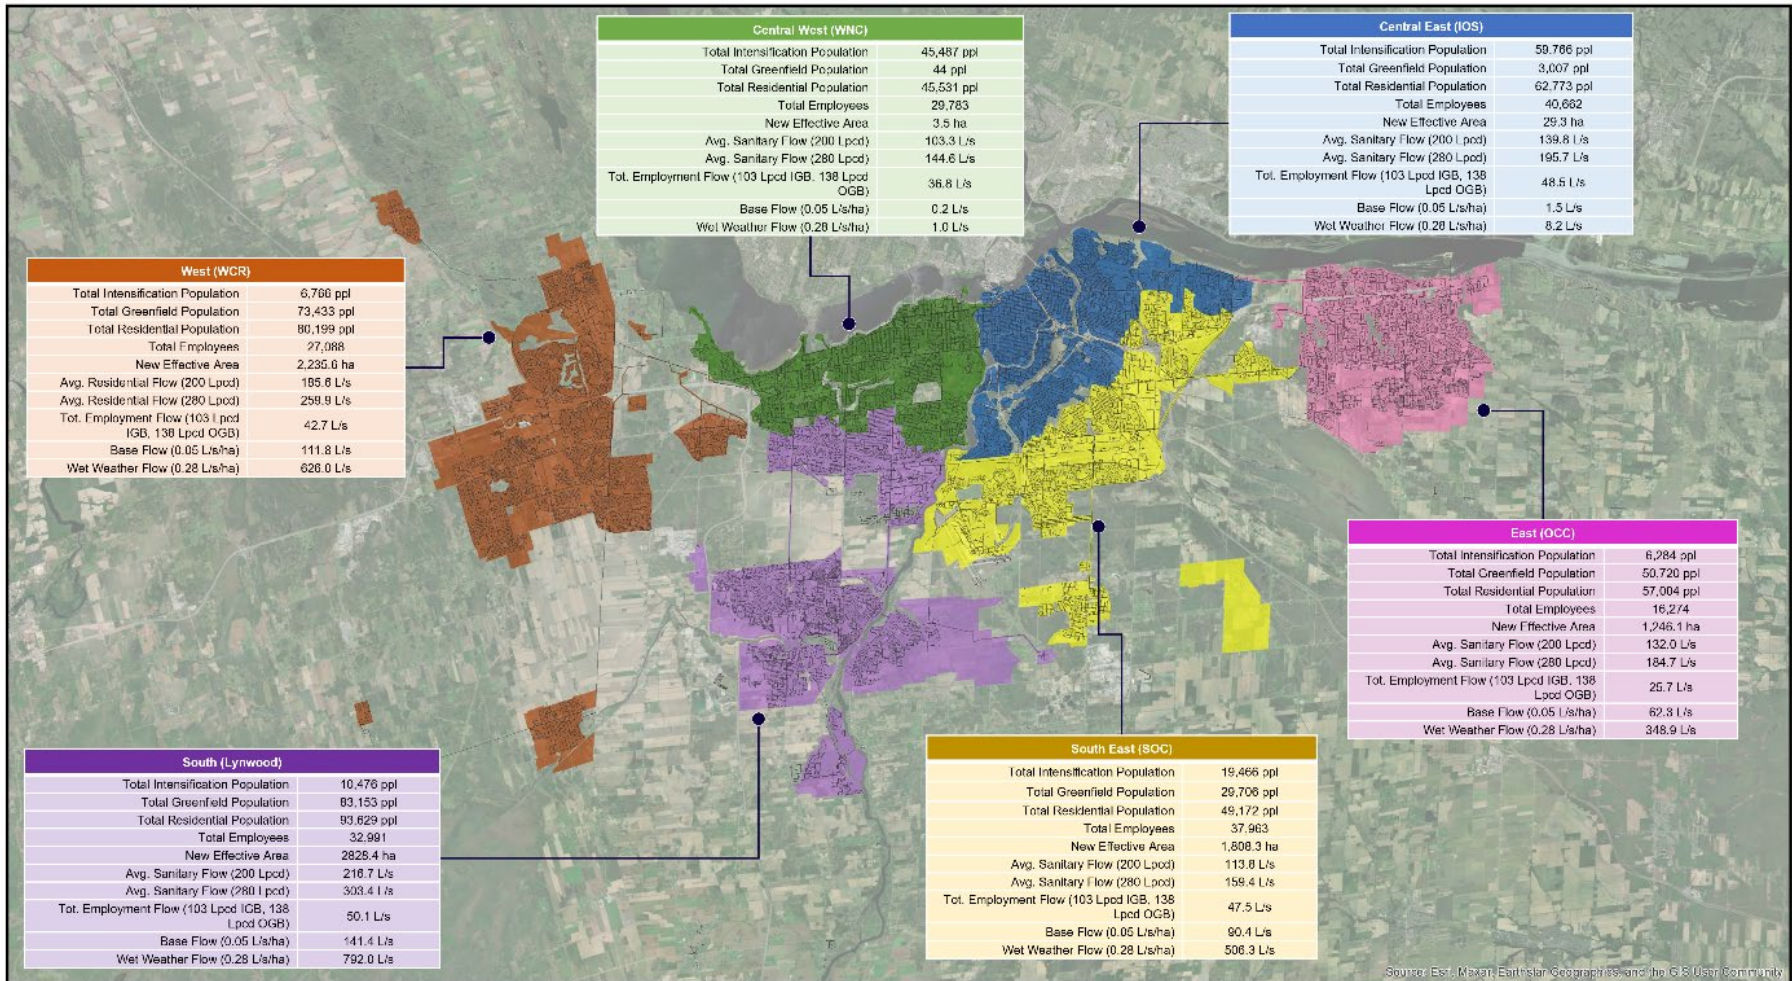 Central West (WNC)
Total Intensification Population 45,487 ppl
Total Greenfield Population 44 ppl
Total Residential Population 45,531 ppl
Total Employees 29,783
New Effective Area 3.5 ha
Avg. Sanitary Flow (200 Lpcd) 103.3 L/s
Avg. Sanitary Flow (280 Lpcd) 144.6 L/s
Tot. Employment Flow (103 Lpcd IGB, 138 Lpcd
OGB) 36.8 L/s
Base Flow (0.05 L/s/ha) 0.2 L/s
Wet Weather Flow (0.28 L/s/ha) 1.0 L/s
Central East (IOS)
Total Intensification Population 59,766 ppl
Total Greenfield Population 3,007 ppl
Total Residential Population 62,773 ppl
Total Employees 40,662
New Effective Area 29.3 ha
Avg. Sanitary Flow (200 Lpcd) 139.8 L/s
Avg. Sanitary Flow (280 Lpcd) 195.7 L/s
Tot. Employment Flow (103 Lpcd IGB, 138
Lpcd OGB) 48.5 L/s
Base Flow (0.05 L/s/ha) 1.5 L/s
Wet Weather Flow (0.28 L/s/ha) 8.2 L/s
West (WCR)
Total Intensification Population 6,766 ppl
Total Greenfield Population 73,433 ppl
Total Residential Population 80,199 ppl
Total Employees 27,088
New Effective Area 2,235.6 ha
Avg. Residential Flow (200 Lpcd) 185.6 L/s
Avg. Residential Flow (280 Lpcd) 259.9 L/s
Tot. Employment Flow (103 Lpcd
IGB, 138 Lpcd OGB) 42.7 L/s
Base Flow (0.05 L/s/ha) 111.8 L/s
Wet Weather Flow (0.28 L/s/ha) 626.0 L/s
East (OCC)
Total Intensification Population 6,284 ppl
Total Greenfield Population 50,720 ppl
Total Residential Population 57,004 ppl
Total Employees 16,274
New Effective Area 1,246.1 ha
Avg. Sanitary Flow (200 Lpcd) 132.0 L/s
Avg. Sanitary Flow (280 Lpcd) 184.7 L/s
Tot. Employment Flow (103 Lpcd IGB, 138
Lpcd OGB) 25.7 L/s
Base Flow (0.05 L/s/ha) 62.3 L/s
Wet Weather Flow (0.28 L/s/ha) 348.9 L/s
South (Lynwood)
Total Intensification Population 10,476 ppl
Total Greenfield Population 83,153 ppl
Total Residential Population 93,629 ppl
Total Employees 32,991
New Effective Area 2828.4 ha
Avg. Sanitary Flow (200 Lpcd) 216.7 L/s
Avg. Sanitary Flow (280 Lpcd) 303.4 L/s
Tot. Employment Flow (103 Lpcd IGB, 138
Lpcd OGB) 50.1 L/s
Base Flow (0.05 L/s/ha) 141.4 L/s
Wet Weather Flow (0.28 L/s/ha) 792.0 L/s
South East (SOC)
Total Intensification Population 19,466 ppl
Total Greenfield Population 29,706 ppl
Total Residential Population 49,172 ppl
Total Employees 37,963
New Effective Area 1,808.3 ha
Avg. Sanitary Flow (200 Lpcd) 113.8 L/s
Avg. Sanitary Flow (280 Lpcd) 159.4 L/s
Tot. Employment Flow (103 Lpcd IGB, 138
Lpcd OGB) 47.5 L/s
Base Flow (0.05 L/s/ha) 90.4 L/s
Wet Weather Flow (0.28 L/s/ha) 506.3 L/s
Source: Esri, Maxar, Earthstar Geographics, and the GIS User Community